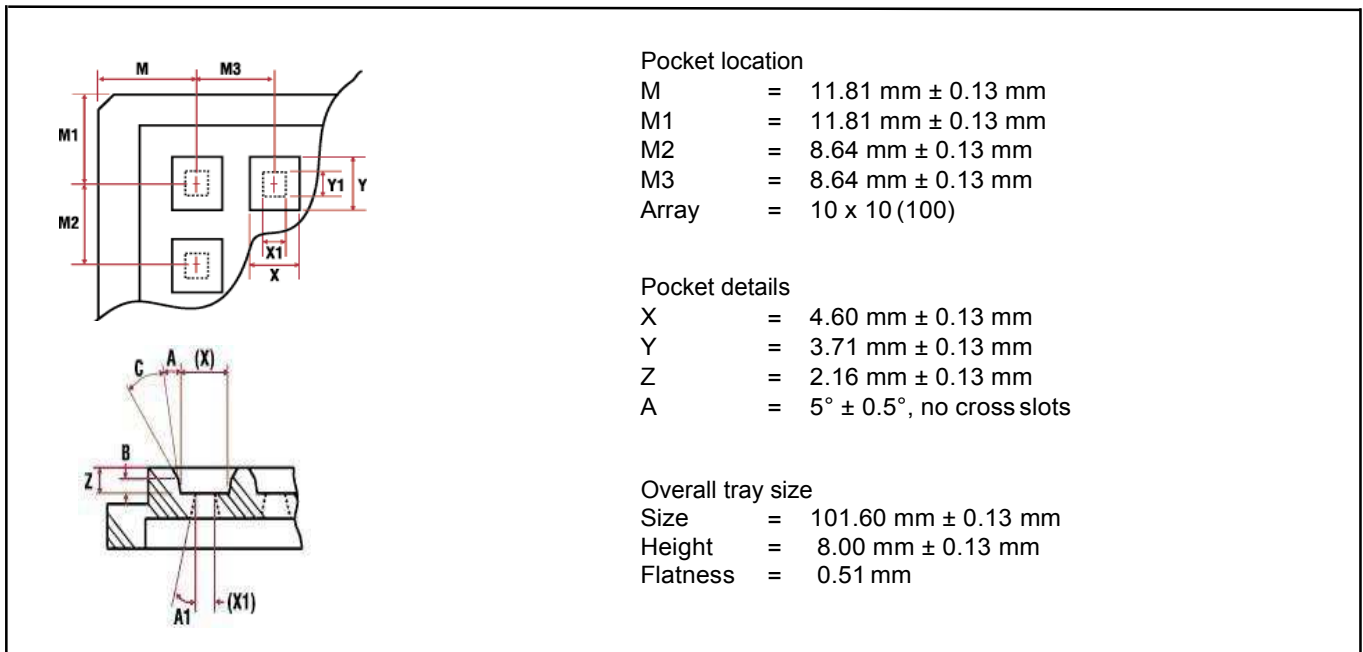 M M3
M1
Y1 Y
M2
X1
X
C A (X)
B
Z
A1 (X1)
Pocket location
M = 11.81 mm ± 0.13 mm
M1 = 11.81 mm ± 0.13 mm
M2 = 8.64 mm ± 0.13 mm
M3 = 8.64 mm ± 0.13 mm
Array = 10 x 10 (100)
Pocket details
X = 4.60 mm ± 0.13 mm
Y = 3.71 mm ± 0.13 mm
Z = 2.16 mm ± 0.13 mm
A = 5° ± 0.5°, no cross slots
Overall tray size
Size = 101.60 mm ± 0.13 mm
Height = 8.00 mm ± 0.13 mm
Flatness = 0.51 mm